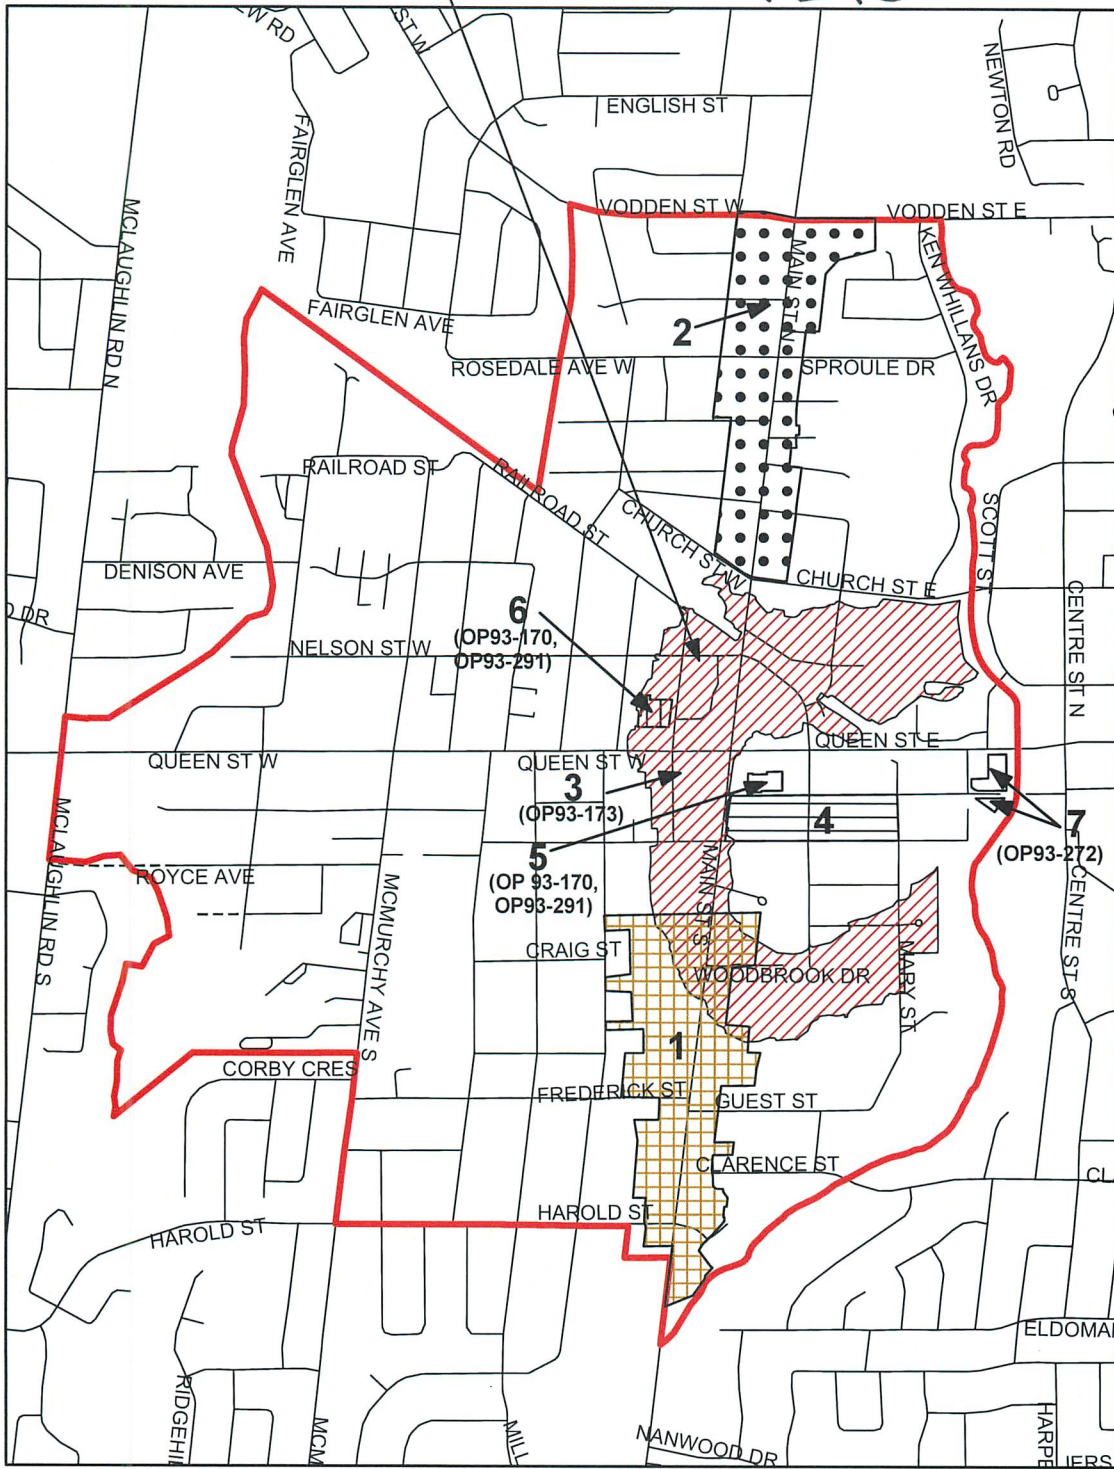 ENGLISH ST
NEWTON RD
FAIRGLEN AVE
MCLAUGHLIN RD N
VODDEN ST W
VODDEN ST E
KEN WHILLANS DR
MAIN ST N
FAIRGLEN AVE
2
ROSEDALE AVE W
SPROULE DR
RAILROAD ST
RAILROAD ST
CHURCH ST W
SCOTT ST
DENISON AVE
CHURCH ST E
CENTRE ST N
6
(OP93-170,
OP93-291)
NELSON ST W
QUEEN ST E
QUEEN ST W
QUEEN ST W
3
(OP93-173)
4
7
(OP93-272)
5
(OP 93-170,
OP93-291)
MCLAUGHLIN RD S
ROYCE AVE
MCMURCHY AVE S
MAIN ST S
CENTRE ST S
CRAIG ST
WOODBROOK DR
MARY ST
1
CORBY CRES
FREDERICK ST
GUEST ST
CLARENCE ST
HAROLD ST
HAROLD ST
NANWOOD DR